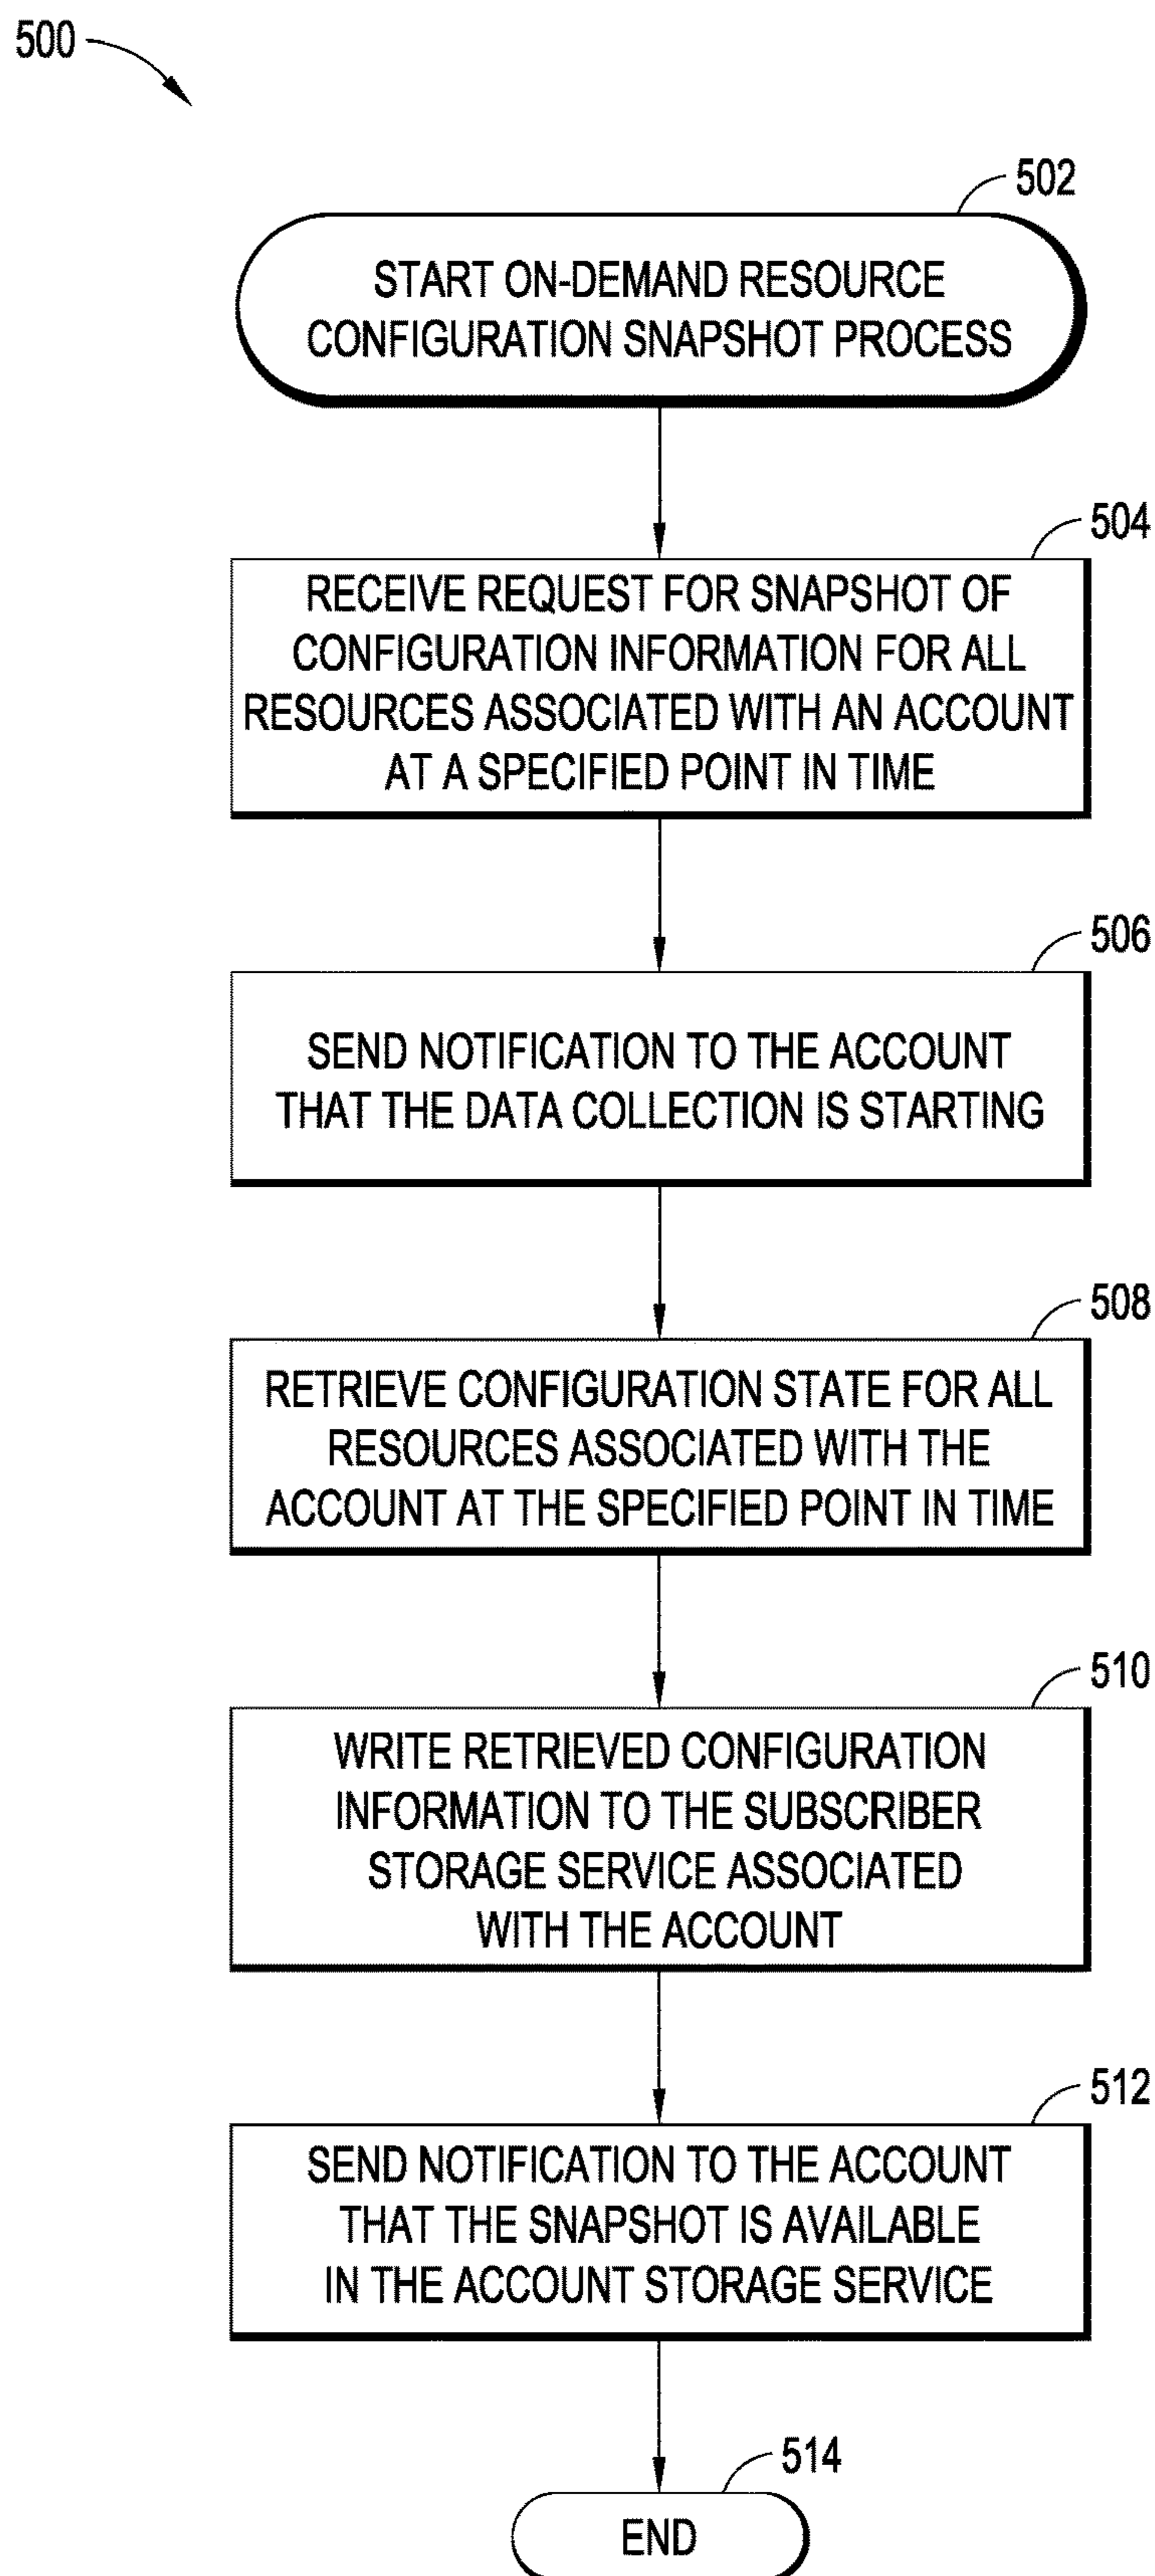 500
502
START ON-DEMAND RESOURCE
CONFIGURATION SNAPSHOT PROCESS
504
RECEIVE REQUEST FOR SNAPSHOT OF
CONFIGURATION INFORMATION FOR ALL
RESOURCES ASSOCIATED WITH AN ACCOUNT
AT A SPECIFIED POINT IN TIME
506
SEND NOTIFICATION TO THE ACCOUNT
THAT THE DATA COLLECTION IS STARTING
508
RETRIEVE CONFIGURATION STATE FOR ALL
RESOURCES ASSOCIATED WITH THE
ACCOUNT AT THE SPECIFIED POINT IN TIME
510
WRITE RETRIEVED CONFIGURATION
INFORMATION TO THE SUBSCRIBER
STORAGE SERVICE ASSOCIATED
WITH THE ACCOUNT
512
SEND NOTIFICATION TO THE ACCOUNT
THAT THE SNAPSHOT IS AVAILABLE
IN THE ACCOUNT STORAGE SERVICE
514
END